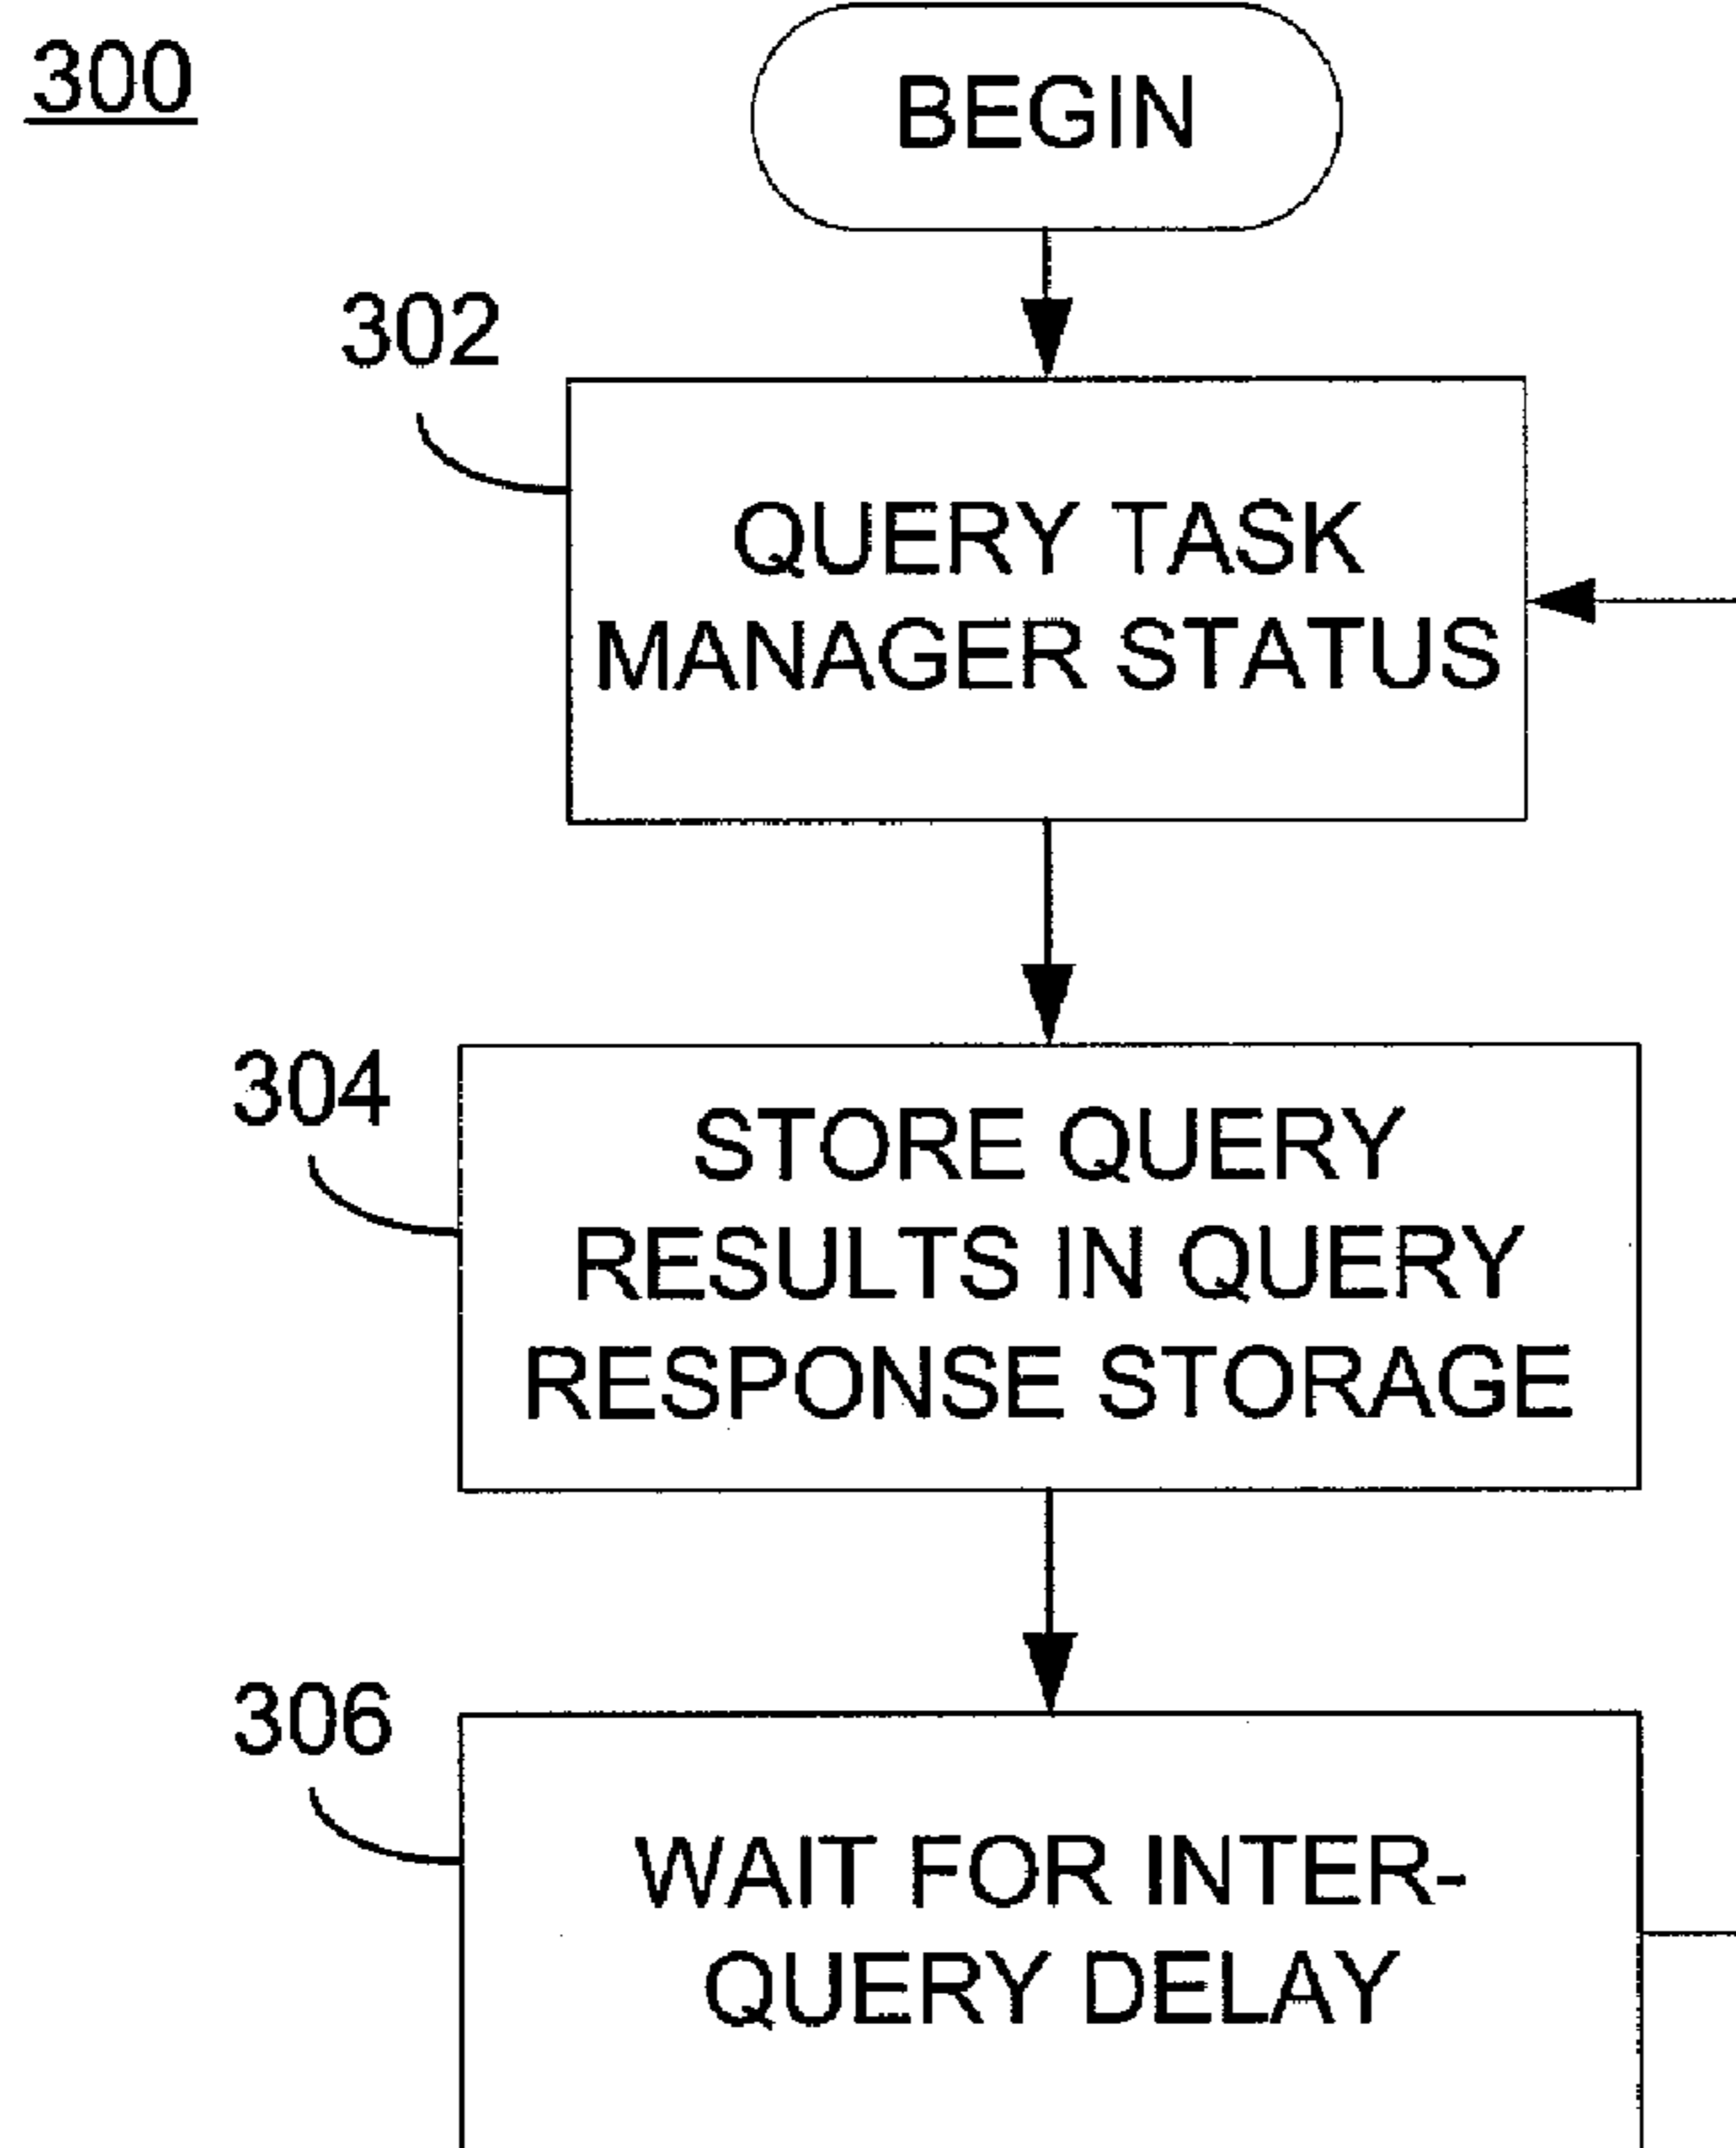 300
BEGIN
302
QUERY TASK
MANAGER STATUS
304
STORE QUERY
RESULTS IN QUERY
RESPONSE STORAGE
306
WAIT FOR INTER-
QUERY DELAY